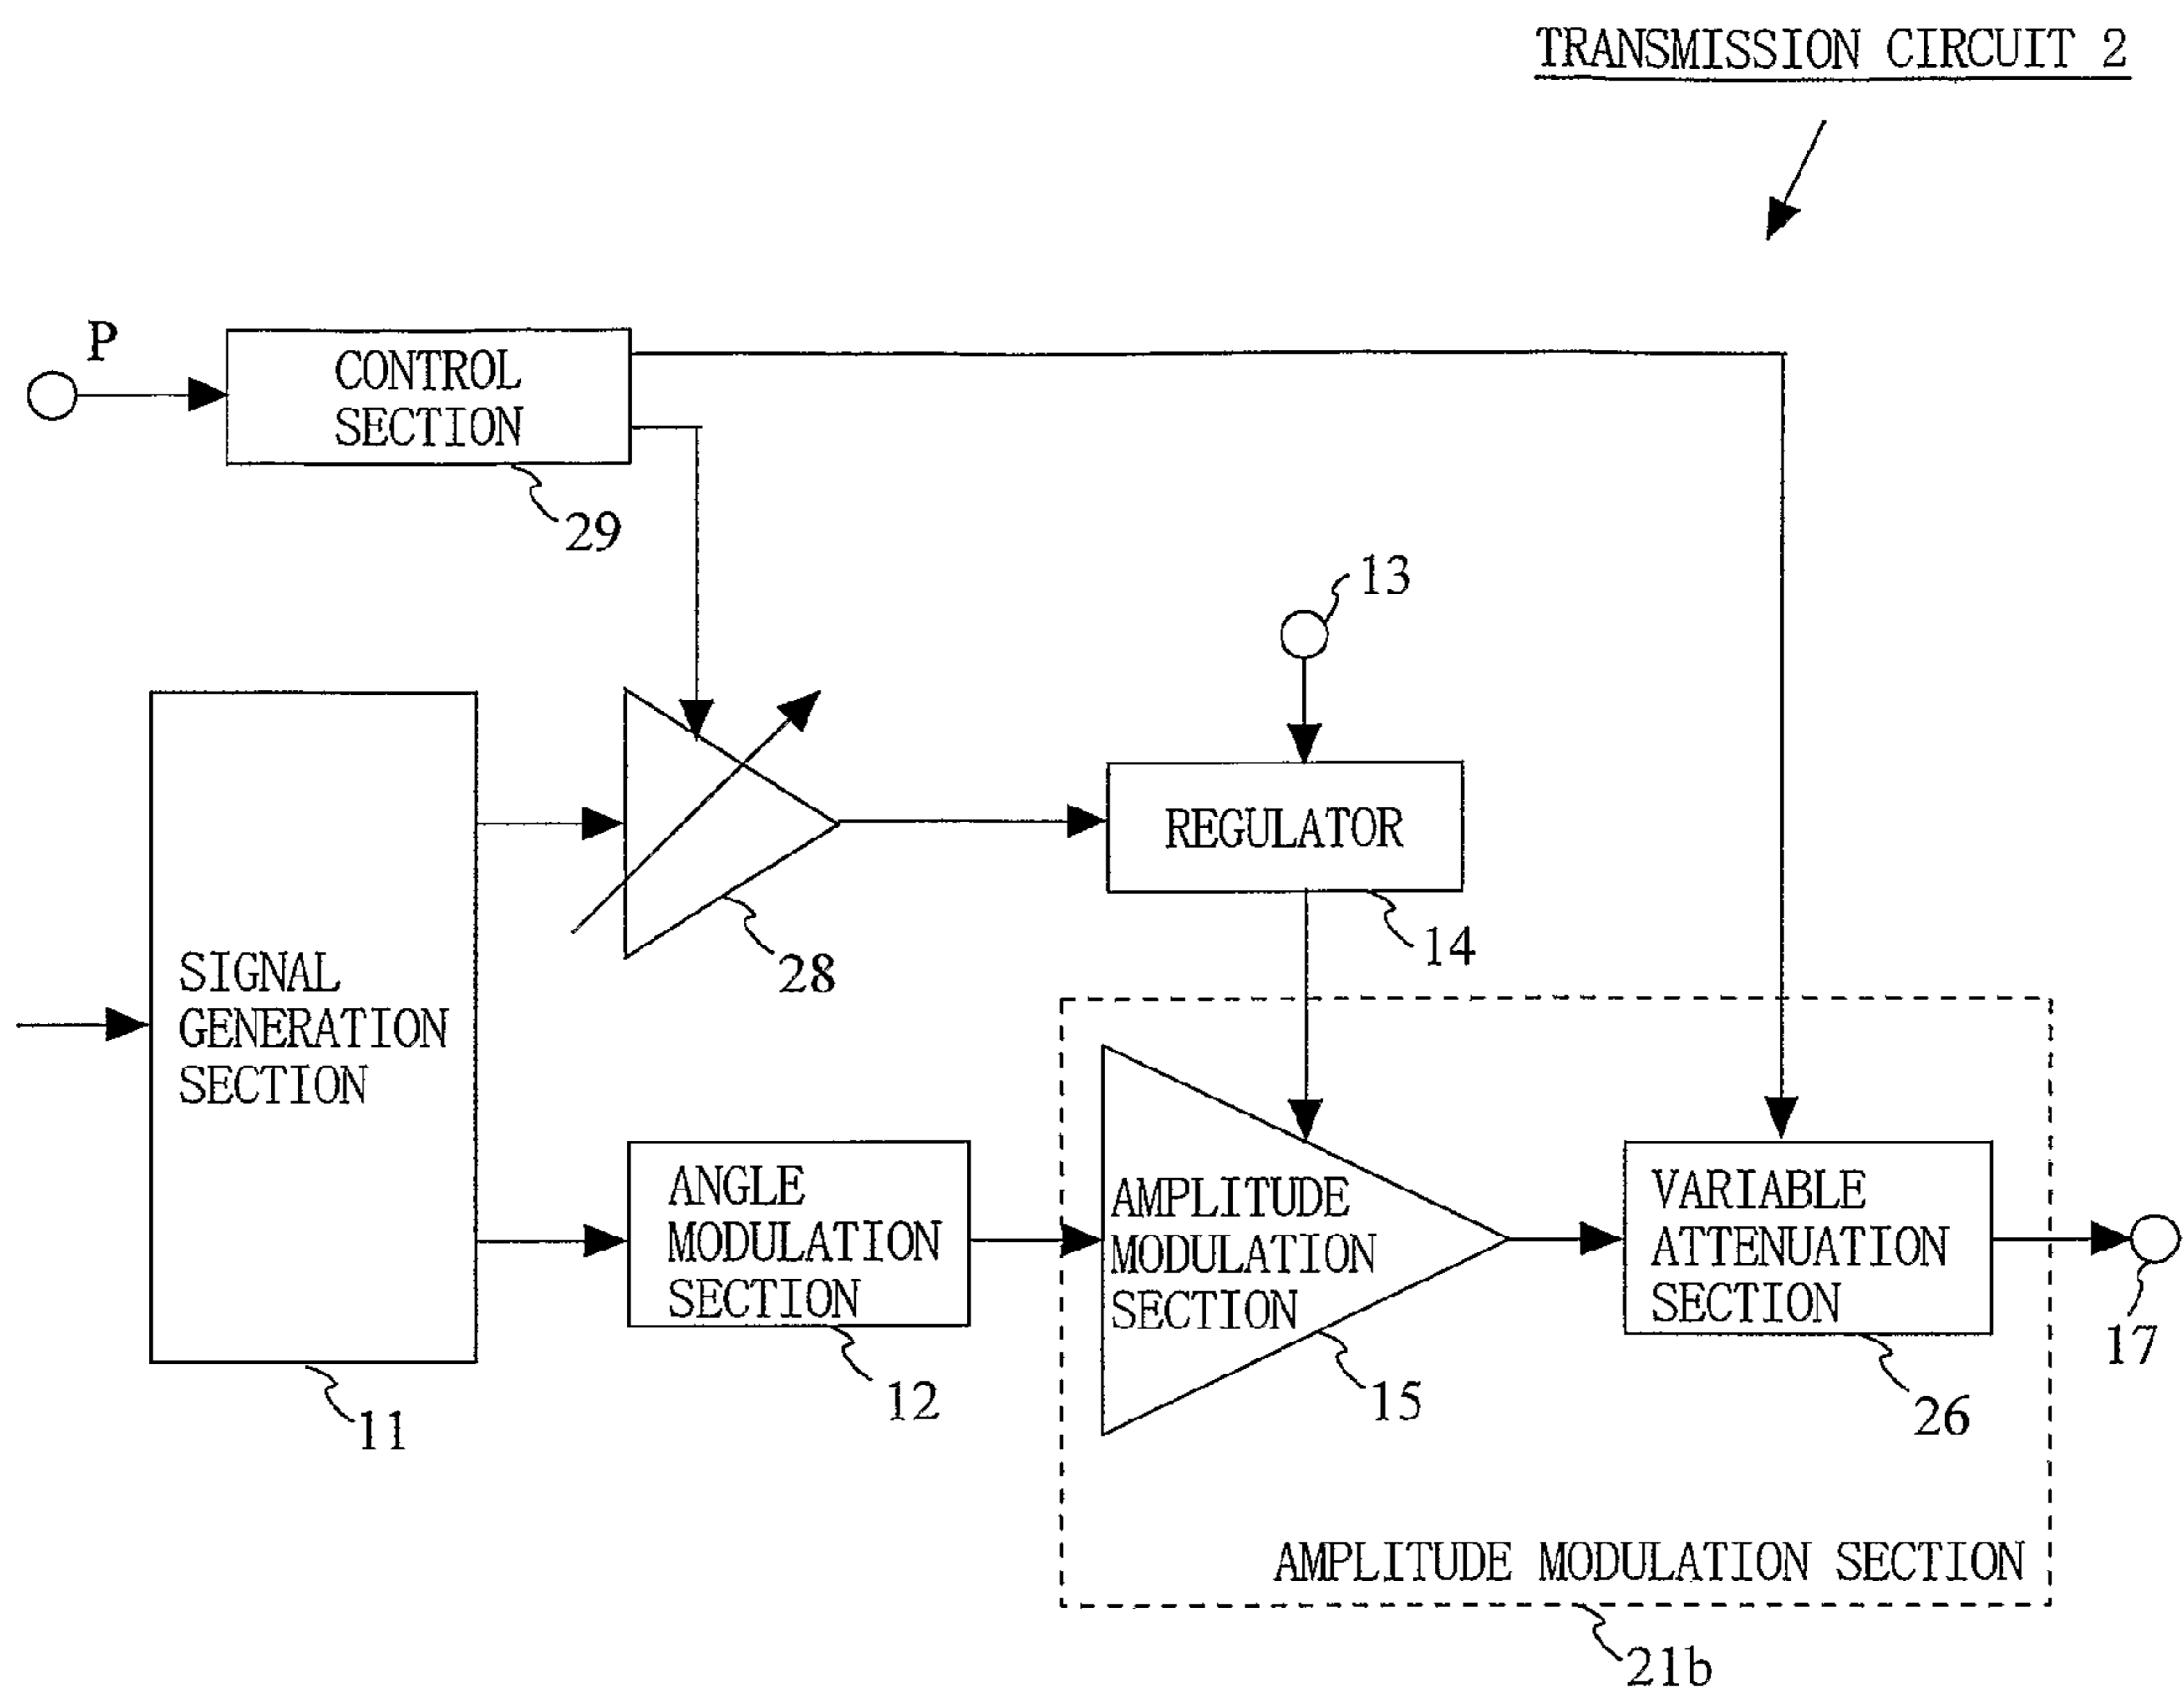 TRANSMISSION CIRCUIT 2
P
CONTROL
SECTION
29
13
REGULATOR
14
28
SIGNAL
GENERATION
SECTION
11
ANGLE
MODULATION
SECTION
12
AMPLITUDE
MODULATION
SECTION
15
VARIABLE
ATTENUATION
SECTION
26
17
AMPLITUDE MODULATION SECTION
21b